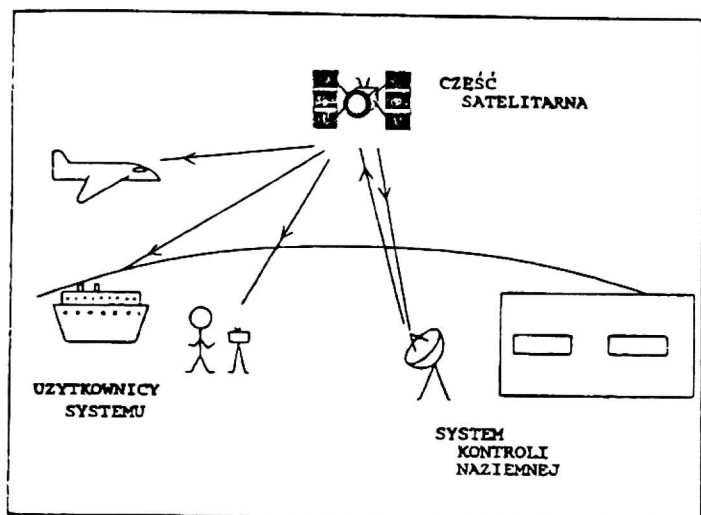 CZĘŚĆ
SATELITARNA
UŻYTKOWNICY
SYSTEMU
SYSTEM
KONTROLI
NAZIEMNEJ